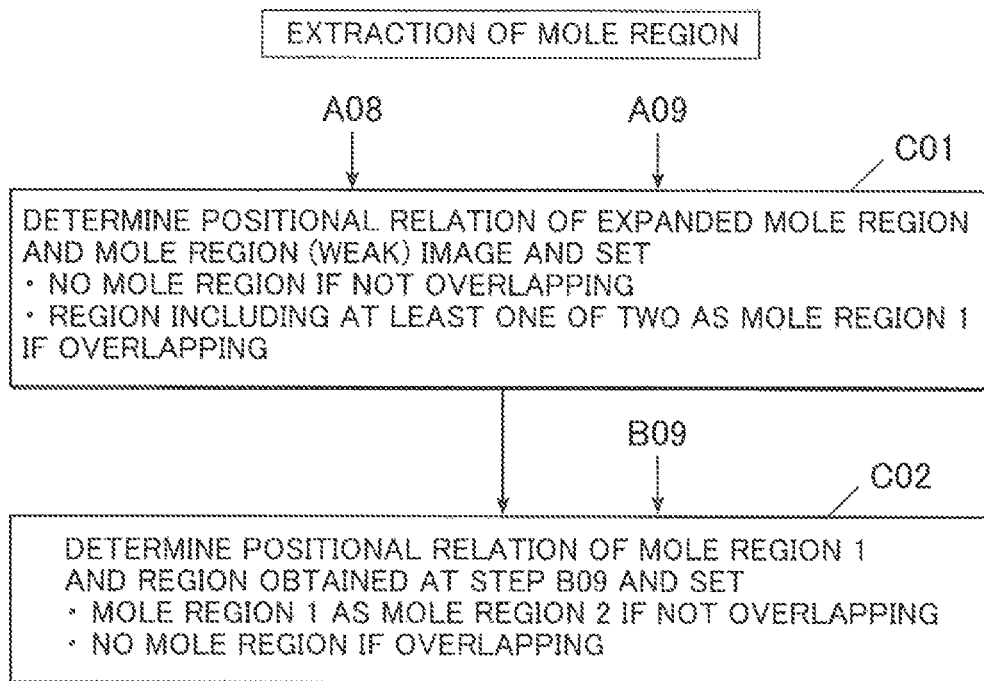 EXTRACTION OF MOLE REGION
A08
A09
C01
DETERMINE POSITIONAL RELATION OF EXPANDED MOLE REGION
AND MOLE REGION (WEAK) IMAGE AND SET
・ NO MOLE REGION IF NOT OVERLAPPING
・ REGION INCLUDING AT LEAST ONE OF TWO AS MOLE REGION 1
IF OVERLAPPING
B09
C02
DETERMINE POSITIONAL RELATION OF MOLE REGION 1
AND REGION OBTAINED AT STEP B09 AND SET
・ MOLE REGION 1 AS MOLE REGION 2 IF NOT OVERLAPPING
・ NO MOLE REGION IF OVERLAPPING